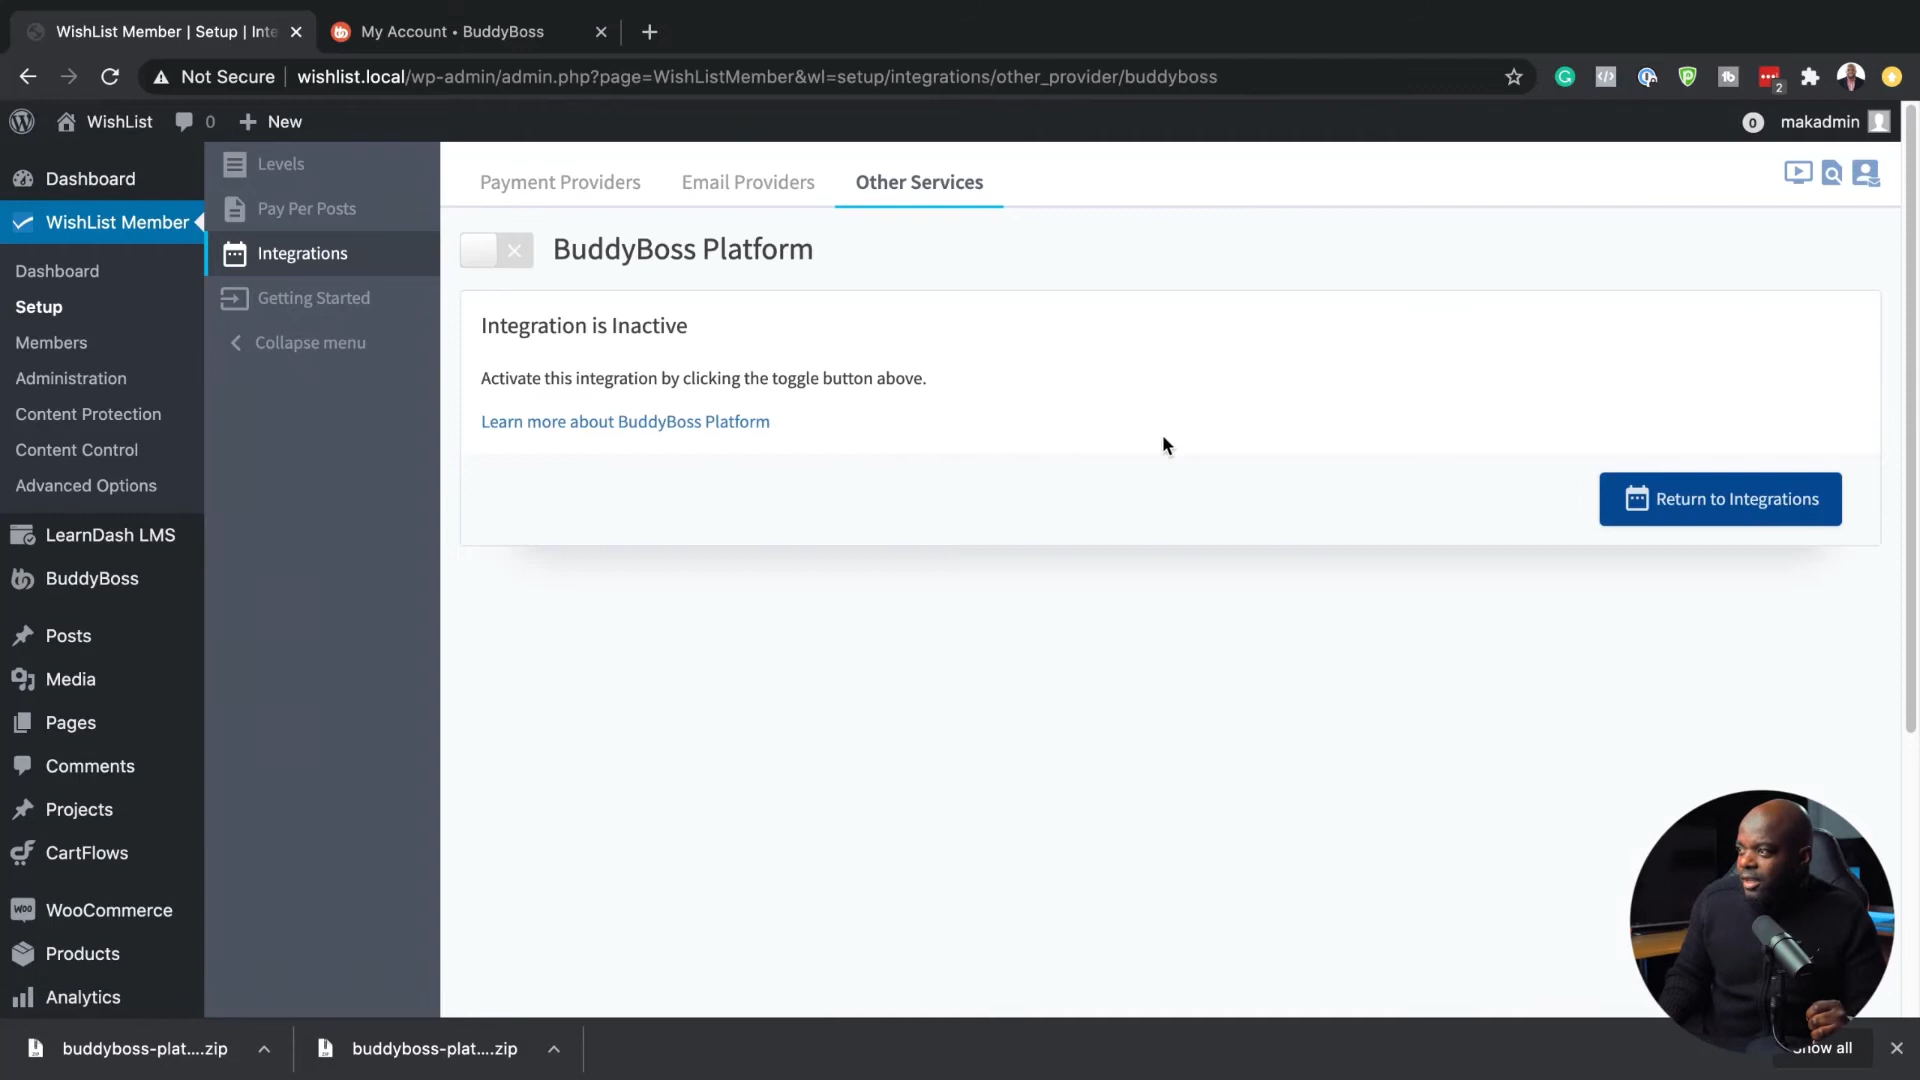 WishList Member | Setup | Inte
My Account • BuddyBoss
Not Secure
wishlist.local/wp-admin/admin.php?page=WishListMember&wl=setup/integrations/other_provider/buddyboss
2
WishList
0
New
0
makadmin
Dashboard
WishList Member
Dashboard
Setup
Members
Administration
Content Protection
Content Control
Advanced Options
LearnDash LMS
BuddyBoss
Posts
Media
Pages
Comments
Projects
CartFlows
WooCommerce
Products
Analytics
Levels
Pay Per Posts
Integrations
Getting Started
Collapse menu
Payment Providers
Email Providers
Other Services
BuddyBoss Platform
Integration is Inactive
Activate this integration by clicking the toggle button above.
Learn more about BuddyBoss Platform
Return to Integrations
buddyboss-plat....zip
buddyboss-plat....zip
Show all